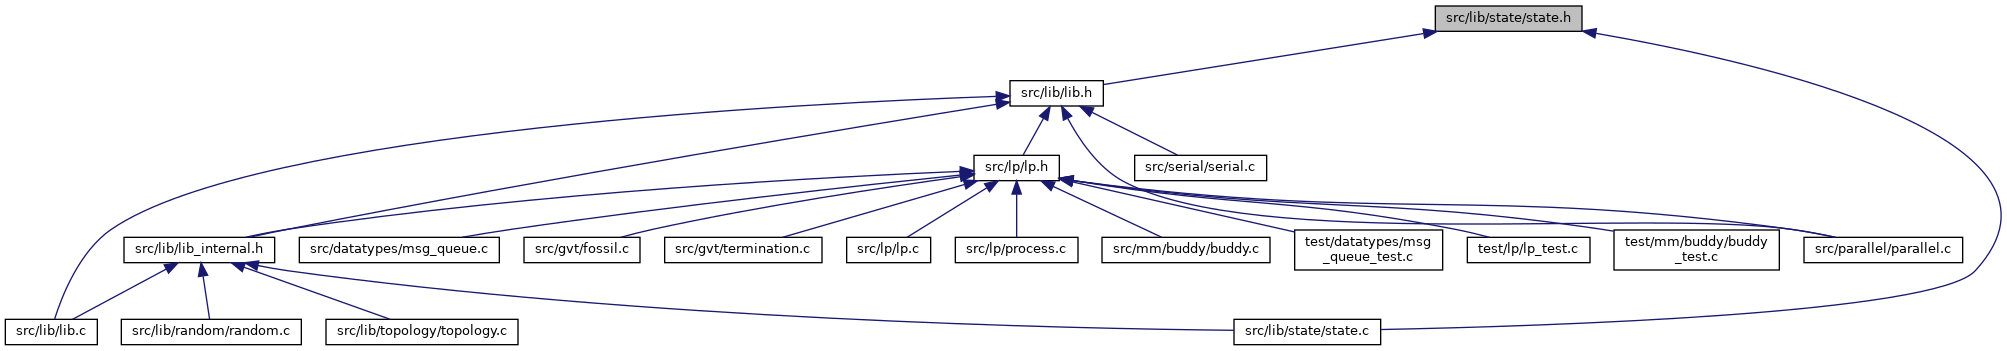 src/lib/state/state.h
src/lib/lib.h
src/lp/lp.h
src/serial/serial.c
src/lib/lib_internal.h
src/datatypes/msg_queue.c
src/gvt/fossil.c
src/gvt/termination.c
src/lp/lp.c
src/lp/process.c
src/mm/buddy/buddy.c
test/datatypes/msg
_queue_test.c
test/lp/lp_test.c
test/mm/buddy/buddy
_test.c
src/parallel/parallel.c
src/lib/lib.c
src/lib/random/random.c
src/lib/topology/topology.c
src/lib/state/state.c